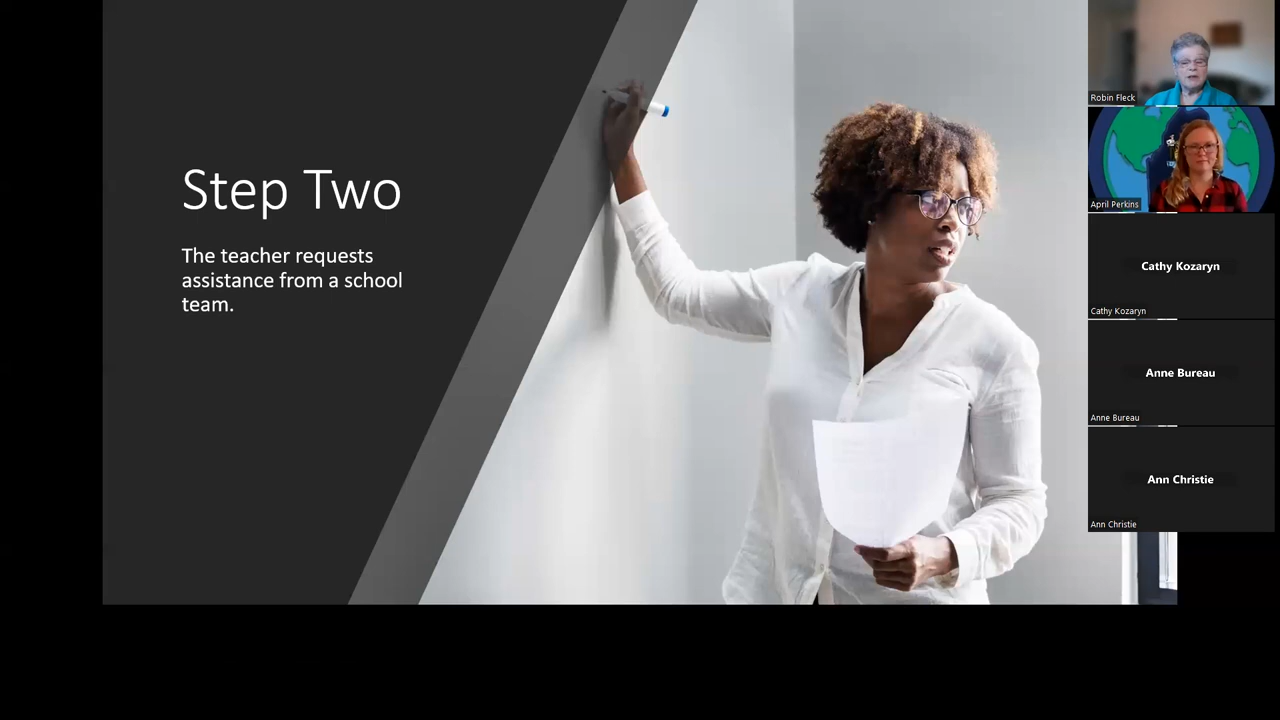 Step Two
The teacher requests
assistance from a school
team.
Robin Fleck
April Perkins
Cathy Kozaryn
Cathy Kozaryn
Anne Bureau
Anne Bureau
Ann Christie
Ann Christie